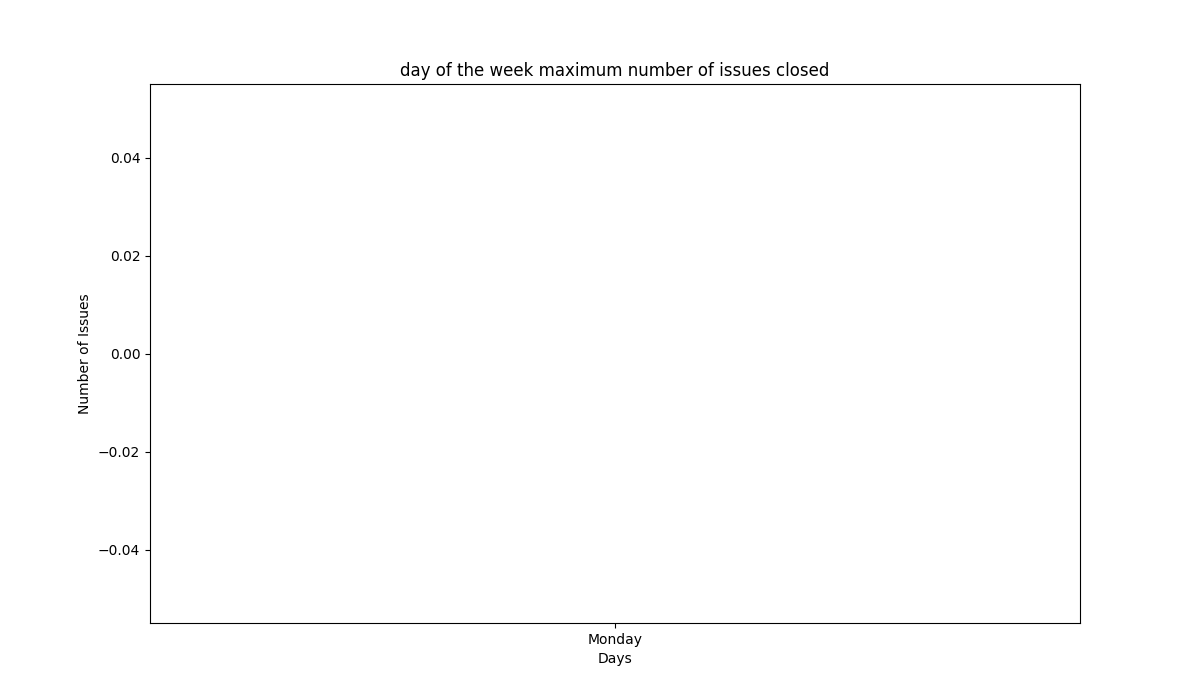 day of the week maximum number of issues closed
0.04
0.02
0.00
−0.02
−0.04
Number of Issues
Monday
Days